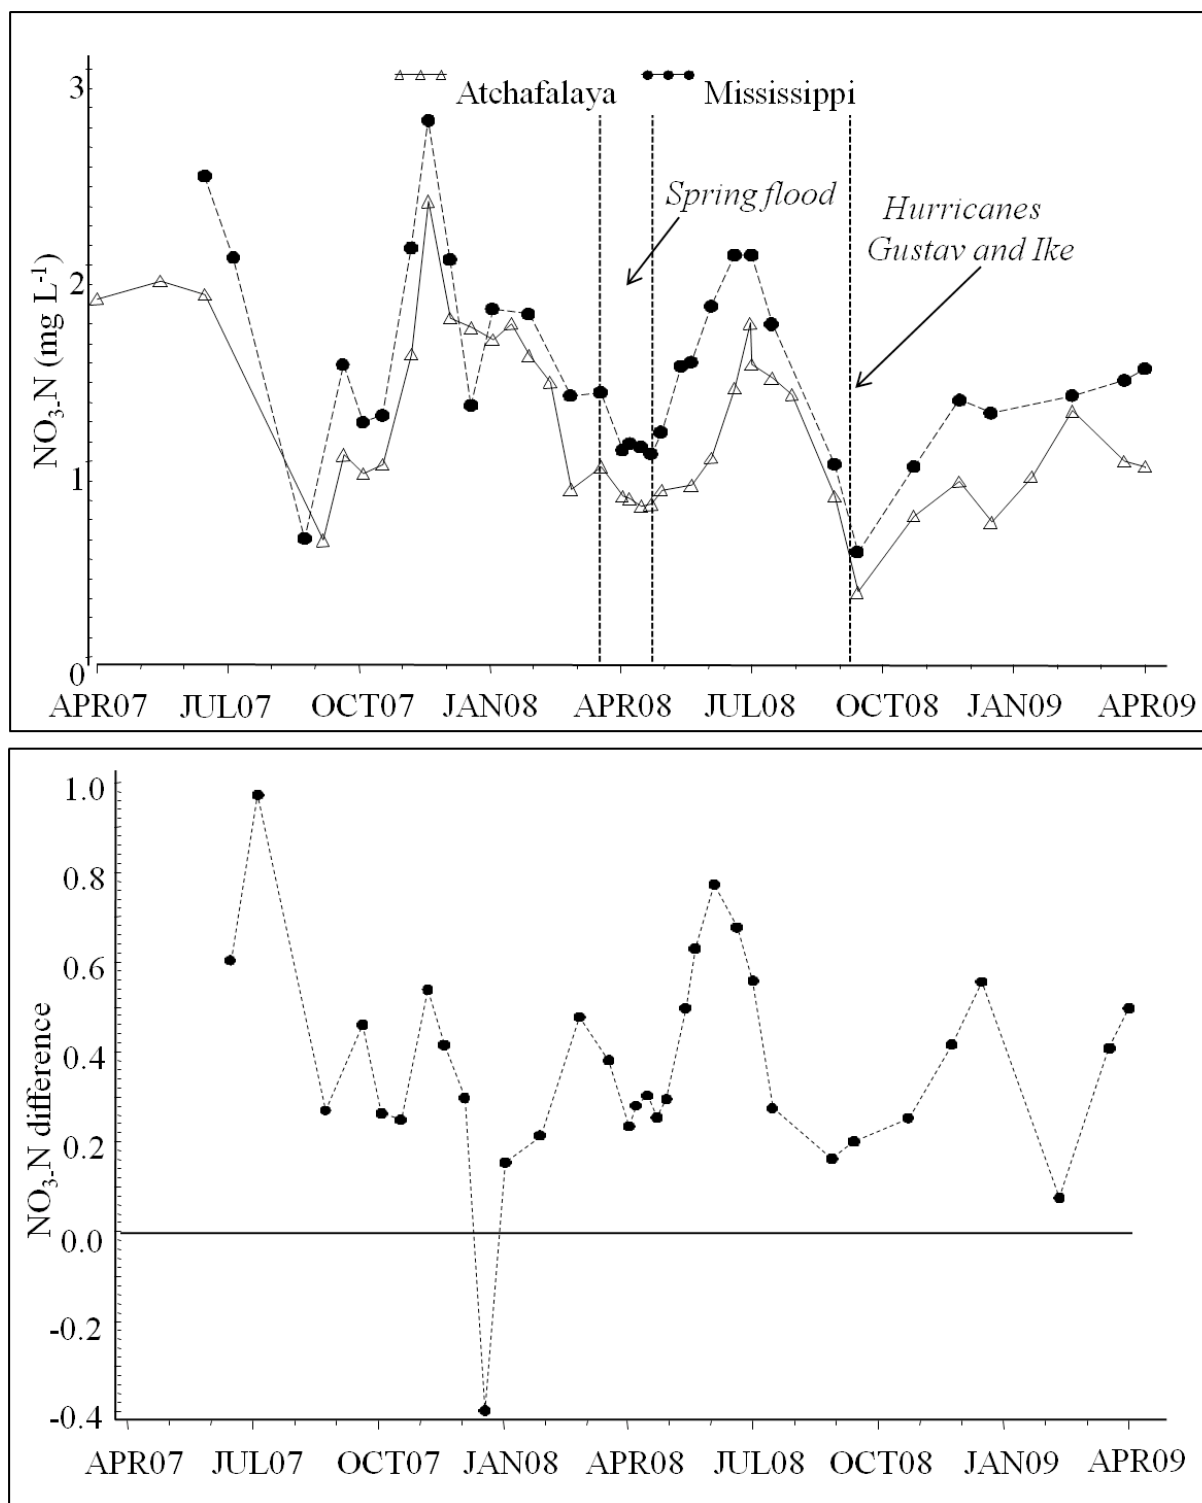 3
Atchafalaya
Mississippi
Spring flood
Hurricanes
Gustav and Ike
2
NO₃-N (mg L⁻¹)
1
0
APR07 JUL07 OCT07 JAN08 APR08 JUL08 OCT08 JAN09 APR09
1.0
0.8
0.6
NO₃-N difference
0.4
0.2
0.0
-0.2
-0.4
APR07 JUL07 OCT07 JAN08 APR08 JUL08 OCT08 JAN09 APR09